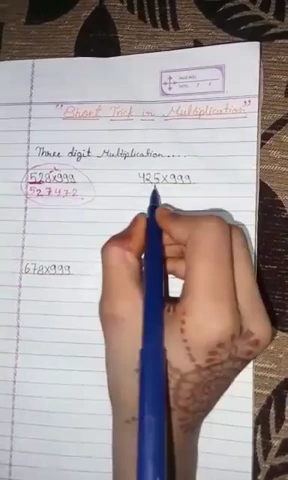 "Short Trick in Multiplication"
Three digit Multiplication....
528x999 425x999
527472
678x999